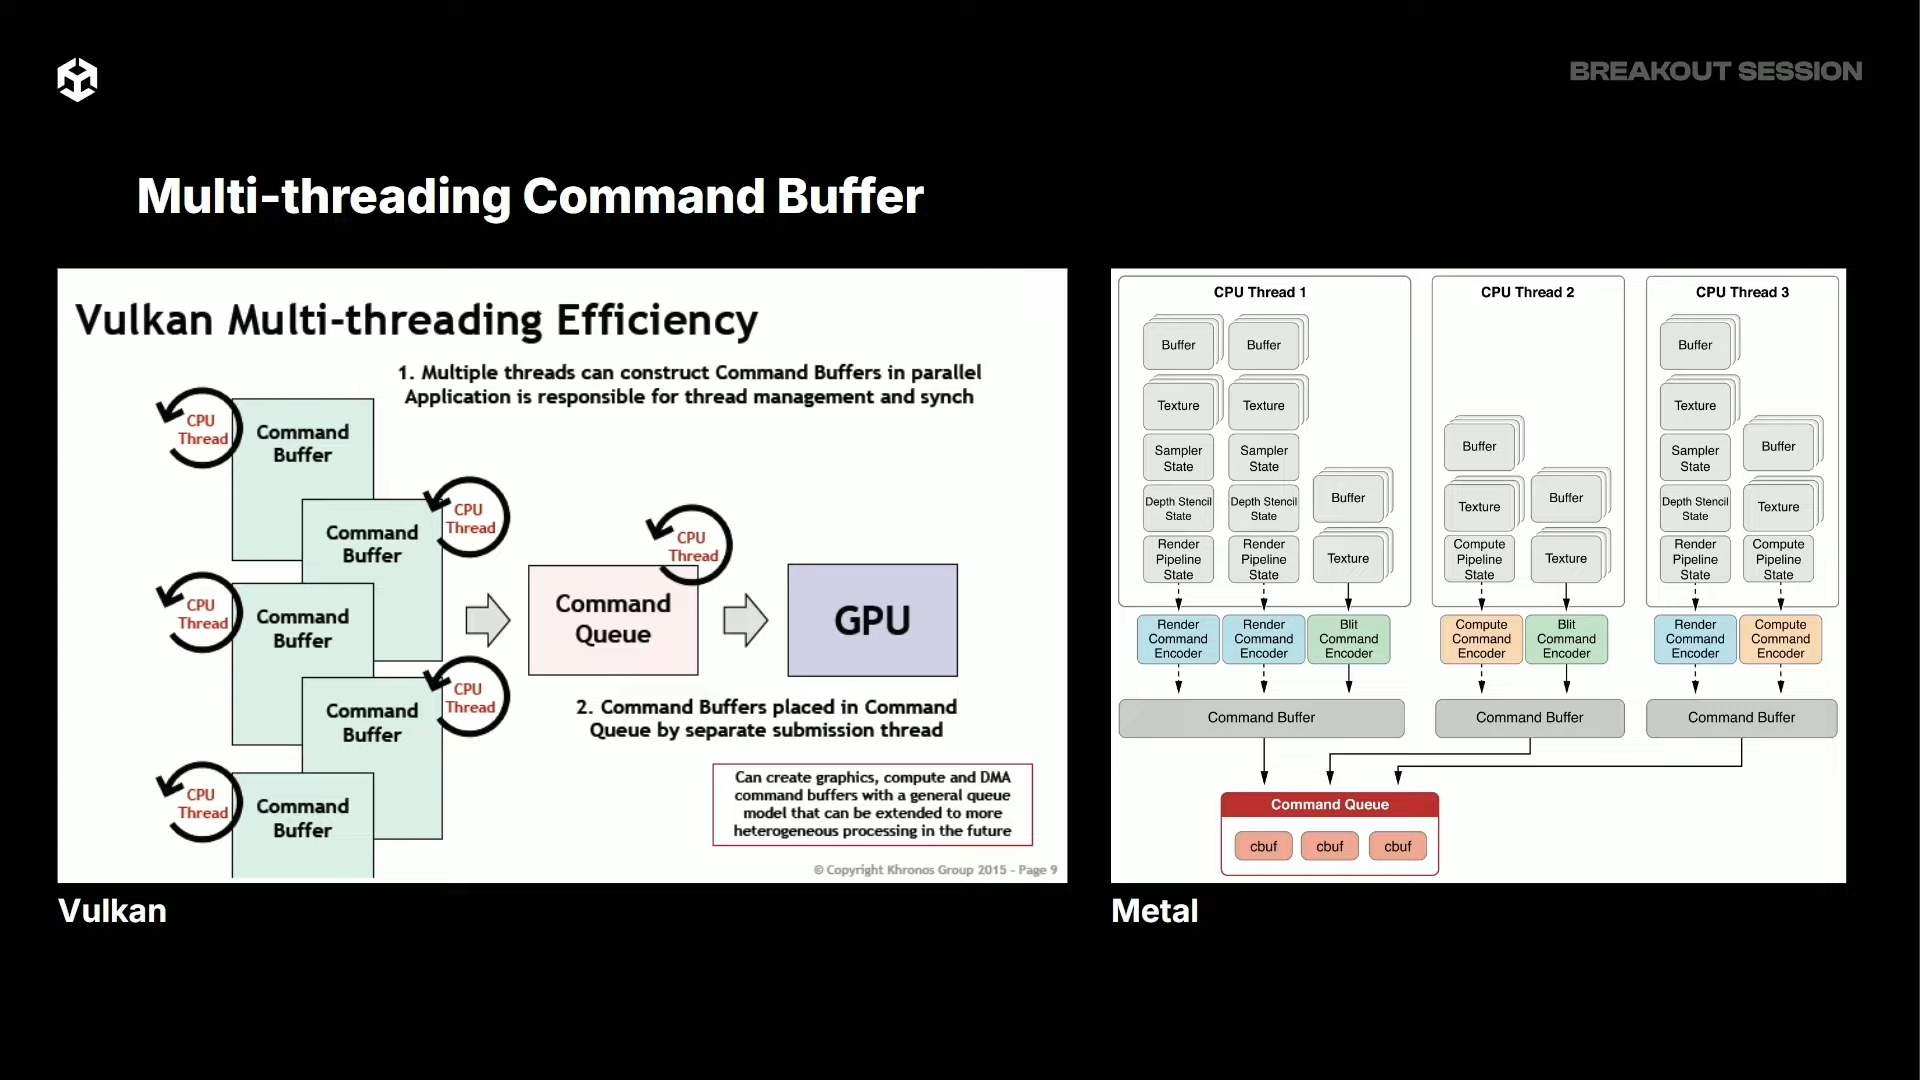 BREAKOUT SESSION
Multi-threading Command Buffer
Vulkan Multi-threading Efficiency
1. Multiple threads can construct Command Buffers in parallel
Application is responsible for thread management and synch
CPU
Thread
Command
Buffer
CPU
Thread
Command
Buffer
CPU
Thread
Command
Buffer
CPU
Thread
Command
Buffer
CPU
Thread
Command
Buffer
CPU
Thread
Command
Queue
GPU
2. Command Buffers placed in Command
Queue by separate submission thread
Can create graphics, compute and DMA
command buffers with a general queue
model that can be extended to more
heterogeneous processing in the future
© Copyright Khronos Group 2015 - Page 9
Vulkan
CPU Thread 1
Buffer
Texture
Sampler
State
Depth Stencil
State
Render
Pipeline
State
Buffer
Texture
Sampler
State
Depth Stencil
State
Render
Pipeline
State
Buffer
Texture
Render
Command
Encoder
Render
Command
Encoder
Blit
Command
Encoder
Command Buffer
CPU Thread 2
Buffer
Texture
Compute
Pipeline
State
Buffer
Texture
Compute
Command
Encoder
Blit
Command
Encoder
Command Buffer
CPU Thread 3
Buffer
Texture
Sampler
State
Depth Stencil
State
Render
Pipeline
State
Buffer
Texture
Compute
Pipeline
State
Render
Command
Encoder
Compute
Command
Encoder
Command Buffer
Command Queue
cbuf
cbuf
cbuf
Metal